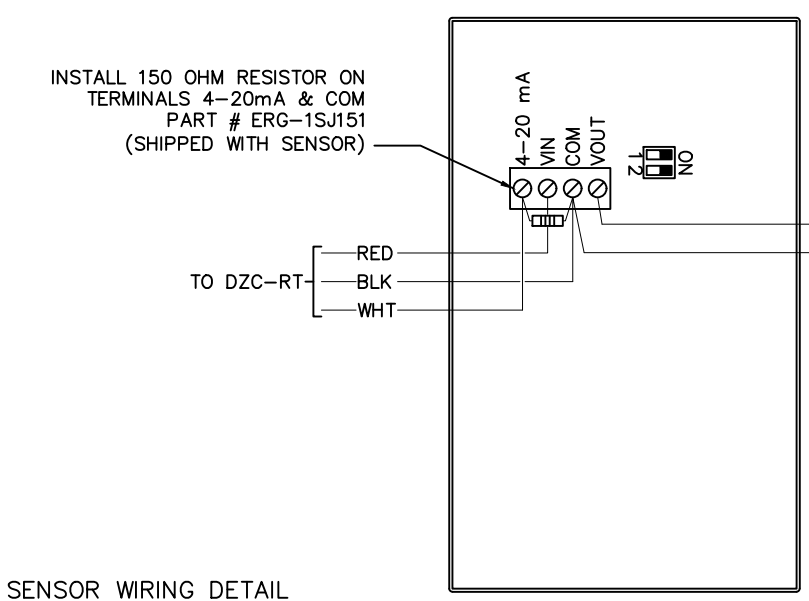 INSTALL 150 OHM RESISTOR ON
TERMINALS 4-20mA & COM
PART # ERG-1SJ151
(SHIPPED WITH SENSOR)
4-20 mA
VIN
COM
VOUT
1 2
ON
TO DZC-RT
RED
BLK
WHT
SENSOR WIRING DETAIL